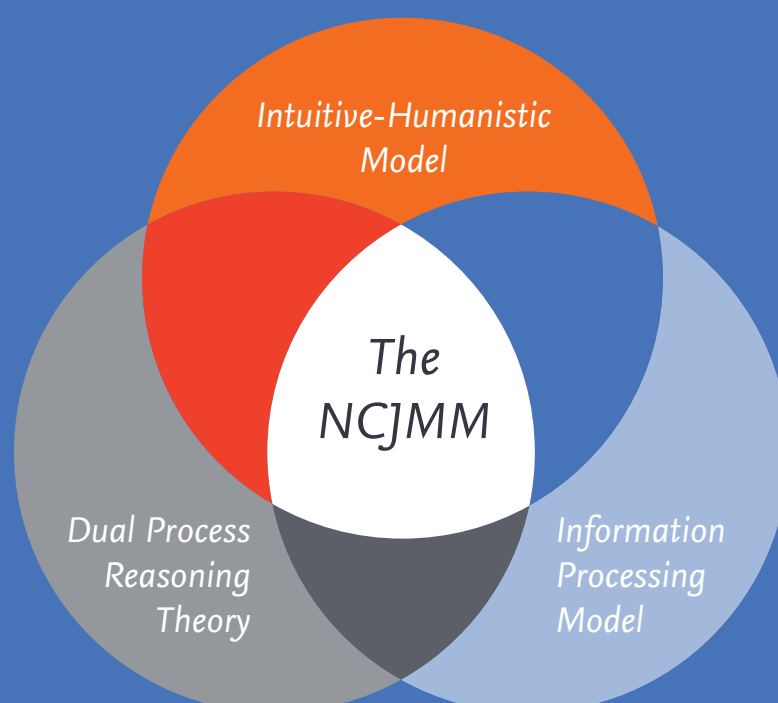 Intuitive-Humanistic
Model
The
NCJMM
Dual Process
Reasoning
Theory
Information
Processing
Model